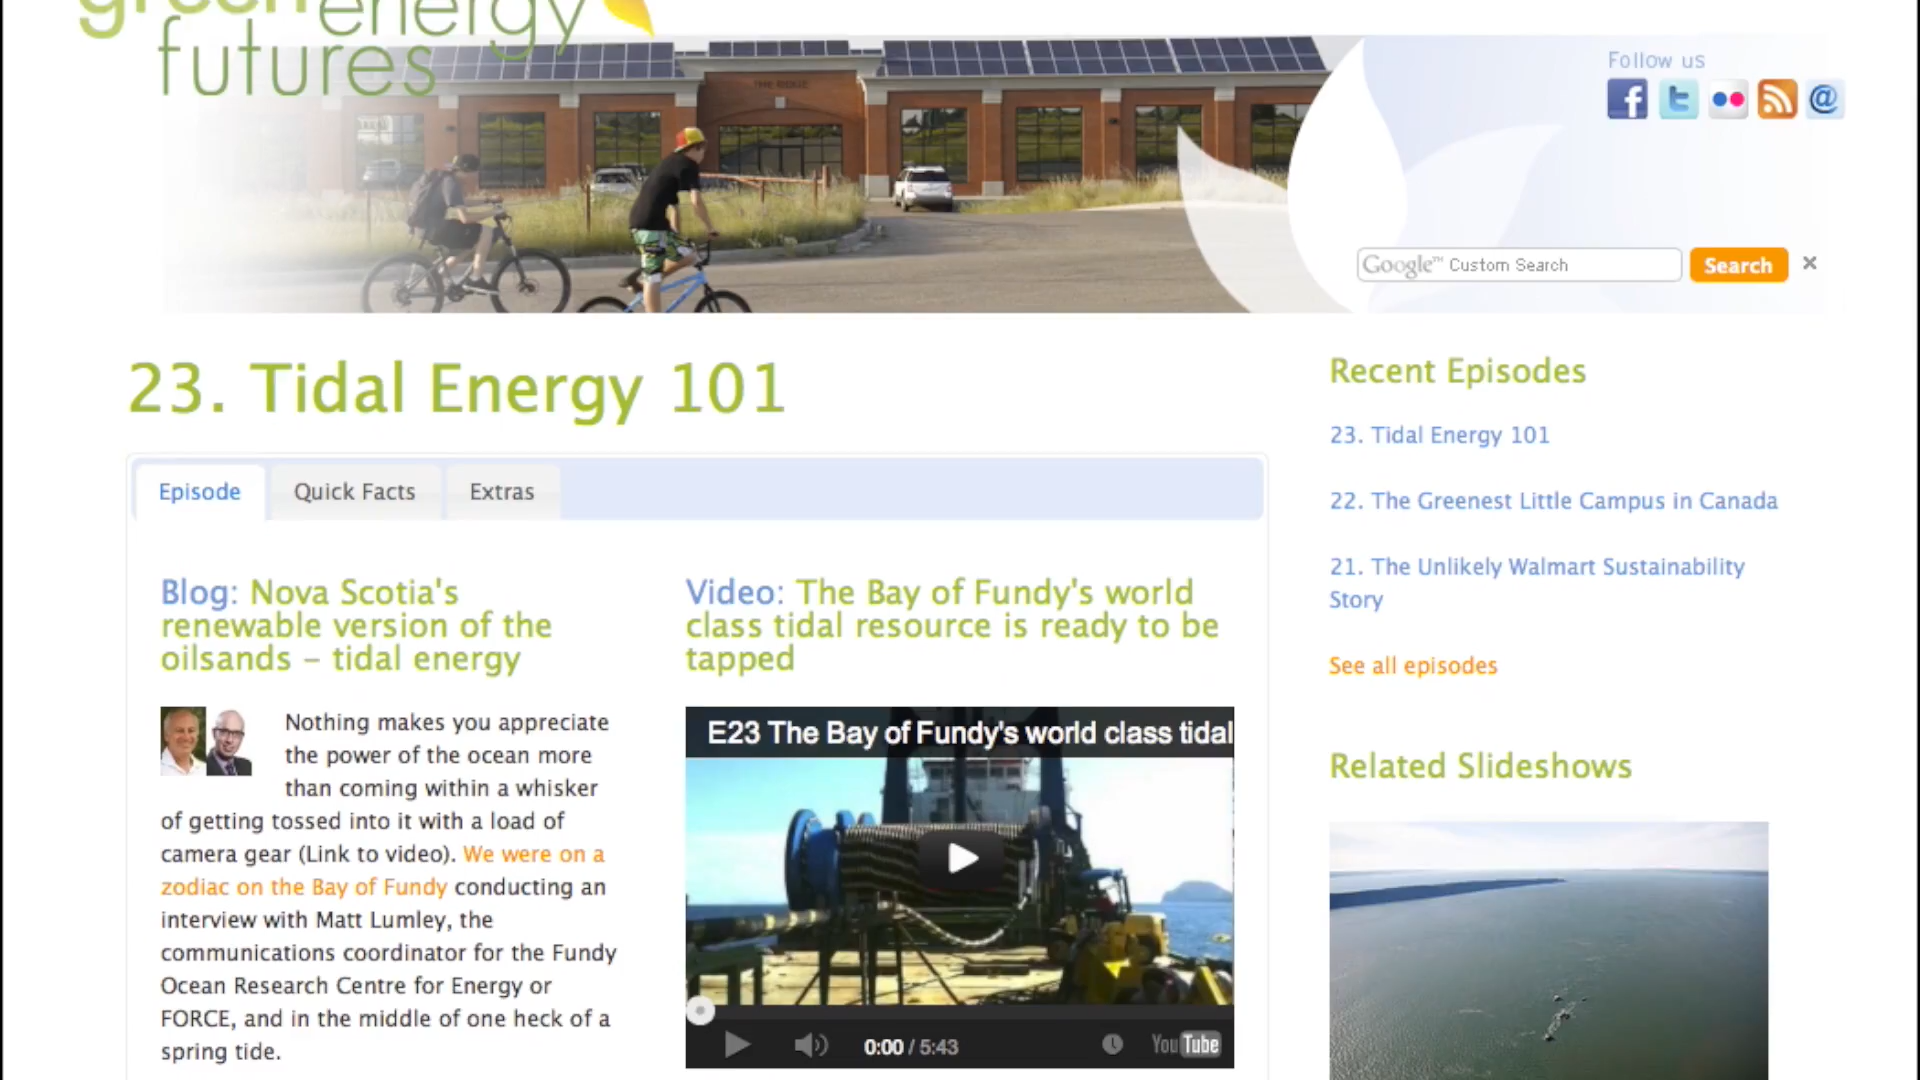 green energy
futures
THE RIDGE
Follow us
Google™ Custom Search
Search
23. Tidal Energy 101
Episode
Quick Facts
Extras
Blog: Nova Scotia's
renewable version of the
oilsands – tidal energy
Nothing makes you appreciate
the power of the ocean more
than coming within a whisker
of getting tossed into it with a load of
camera gear (Link to video). We were on a
zodiac on the Bay of Fundy conducting an
interview with Matt Lumley, the
communications coordinator for the Fundy
Ocean Research Centre for Energy or
FORCE, and in the middle of one heck of a
spring tide.
Video: The Bay of Fundy's world
class tidal resource is ready to be
tapped
E23 The Bay of Fundy's world class tidal
0:00 / 5:43
YouTube
Recent Episodes
23. Tidal Energy 101
22. The Greenest Little Campus in Canada
21. The Unlikely Walmart Sustainability
Story
See all episodes
Related Slideshows